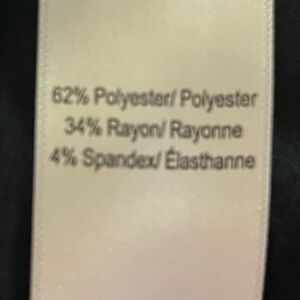 62% Polyester/ Polyester
34% Rayon/ Rayonne
4% Spandex/ Élasthanne